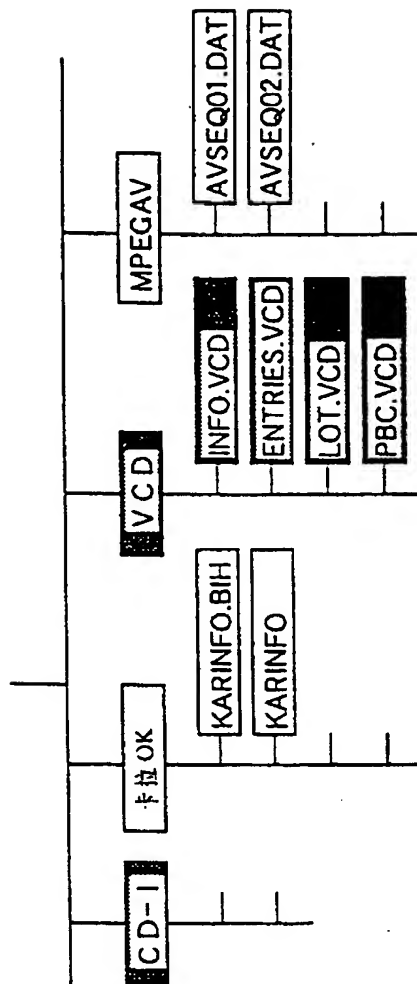 CD-I
卡拉OK
KARINFO.BIH
KARINFO
VCD
INFO.VCD
ENTRIES.VCD
LOT.VCD
PBC.VCD
MPEGAV
AVSEQ01.DAT
AVSEQ02.DAT